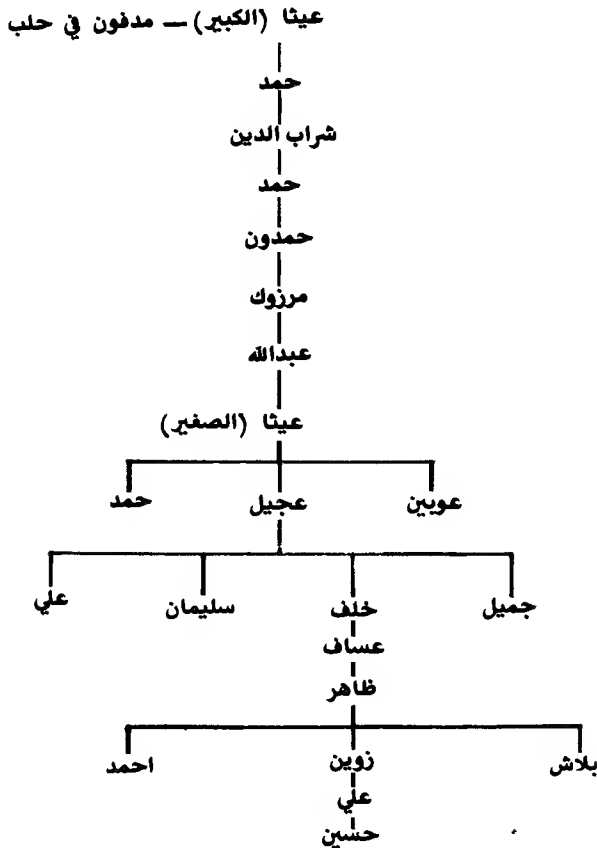 عيثا (الكبير) — مدفون في حلب
حمد
شراب الدين
حمد
حمدون
مرزوك
عبدالله
عيثا (الصغير)
عوبين عجيل حمد
جميل خلف سليمان علي
عساف
ظاهر
بلاش زوين احمد
علي
حسين